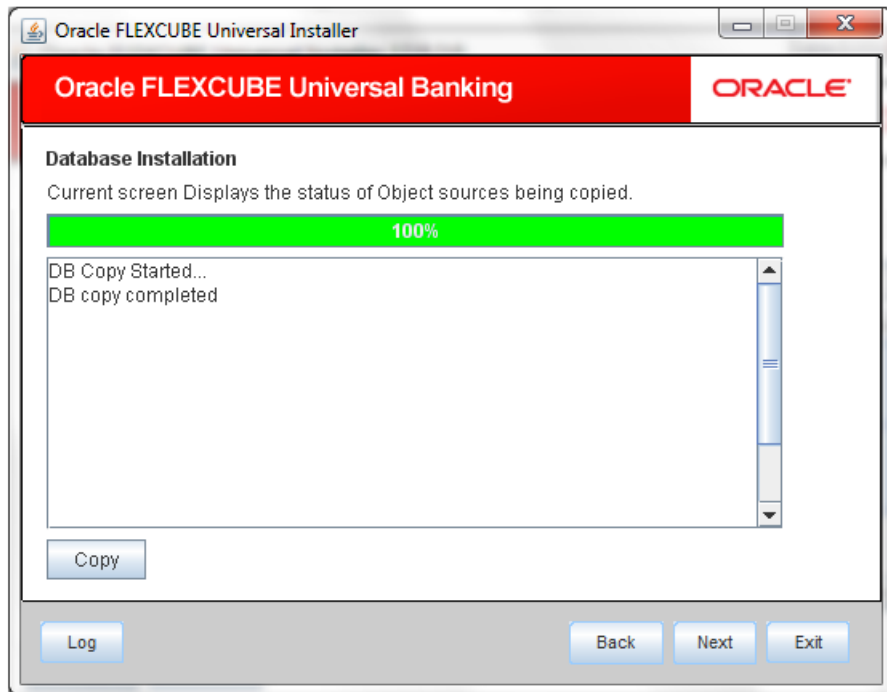 Oracle FLEXCUBE Universal Installer
Oracle FLEXCUBE Universal Banking
ORACLE®
Database Installation
Current screen Displays the status of Object sources being copied.
100%
DB Copy Started...
DB copy completed
Copy
Log
Back
Next
Exit